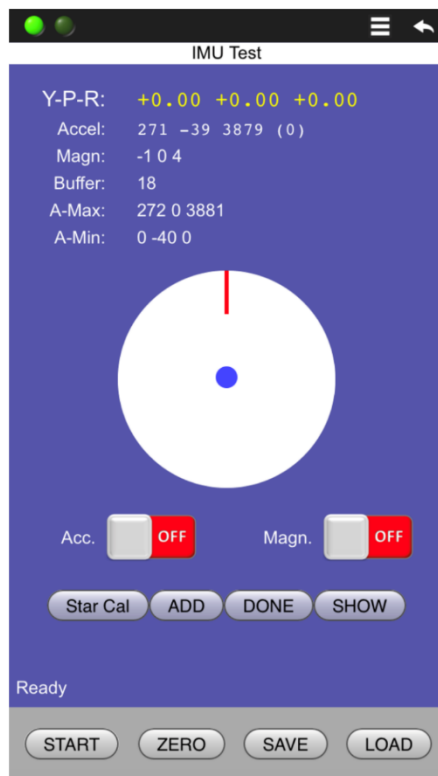 IMU Test
Y-P-R: +0.00 +0.00 +0.00
Accel: 271 -39 3879 (0)
Magn: -1 0 4
Buffer: 18
A-Max: 272 0 3881
A-Min: 0 -40 0
Acc. OFF Magn. OFF
Star Cal ADD DONE SHOW
Ready
START ZERO SAVE LOAD